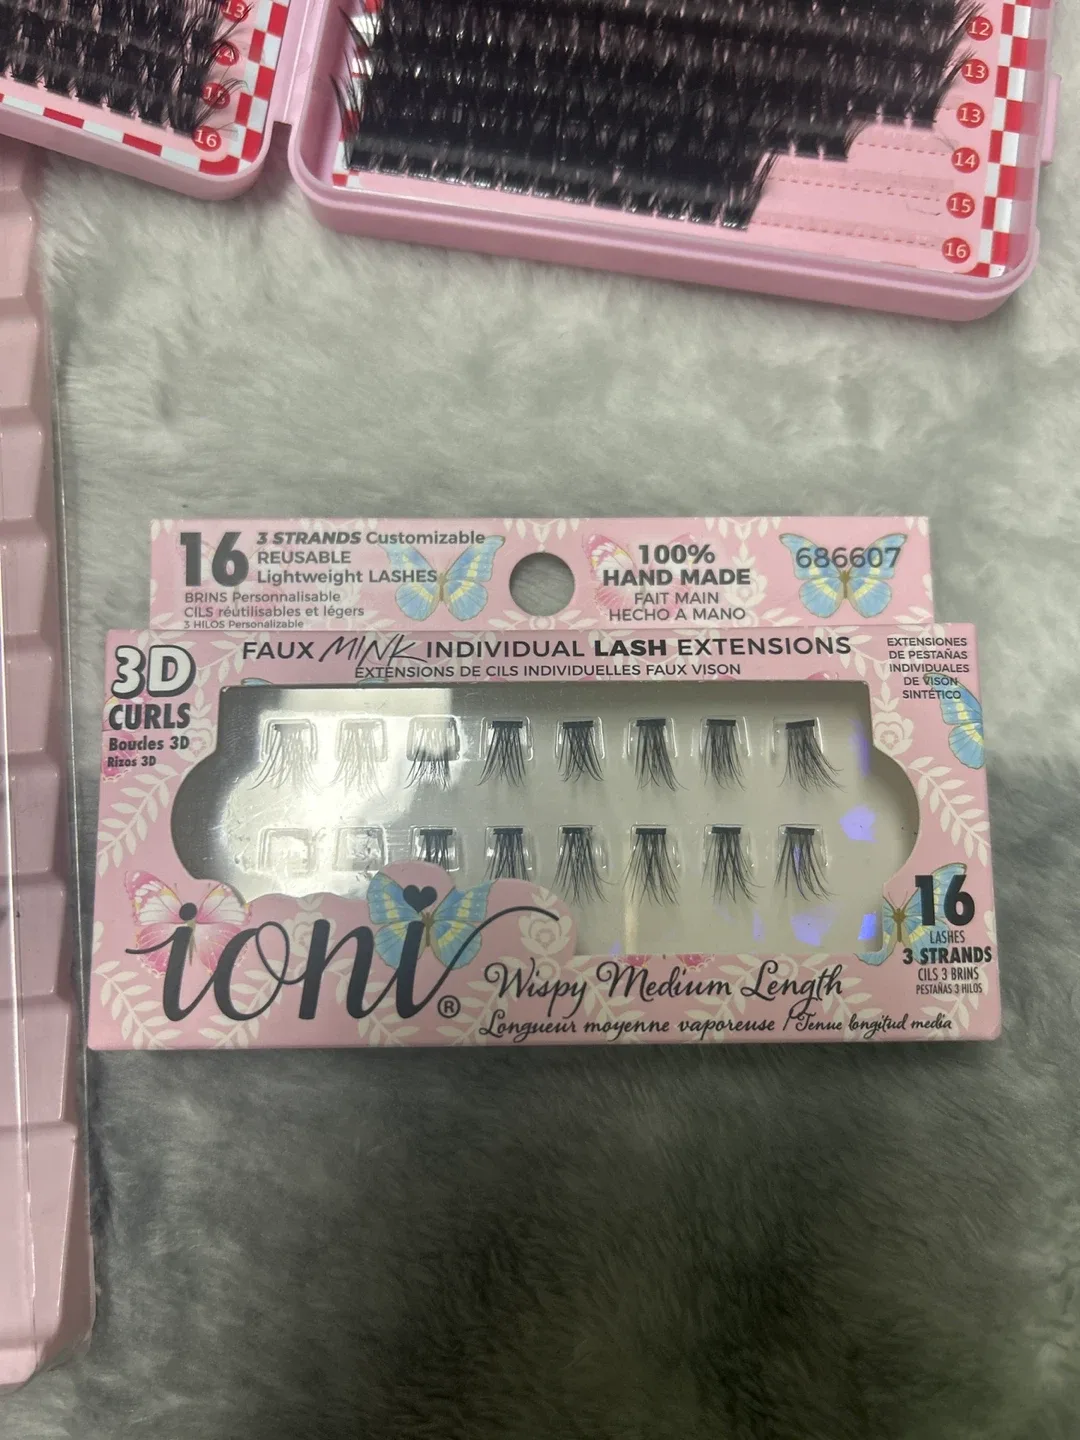 13
14
15
16
12
13
13
14
15
16
16
3 STRANDS Customizable
REUSABLE
Lightweight LASHES
BRINS Personnalisable
CILS réutilisables et légers
3 HILOS Personalizable
100%
HAND MADE
FAIT MAIN
HECHO A MANO
686607
3D
CURLS
Boucles 3D
Rizos 3D
FAUX MINK INDIVIDUAL LASH EXTENSIONS
EXTENSIONS DE CILS INDIVIDUELLES FAUX VISON
EXTENSIONES
DE PESTAÑAS
INDIVIDUALES
DE VISÓN
SINTÉTICO
ioni®
Wispy Medium Length
Longueur moyenne vaporeuse / Tenue longitud media
16
LASHES
3 STRANDS
CILS 3 BRINS
PESTAÑAS 3 HILOS